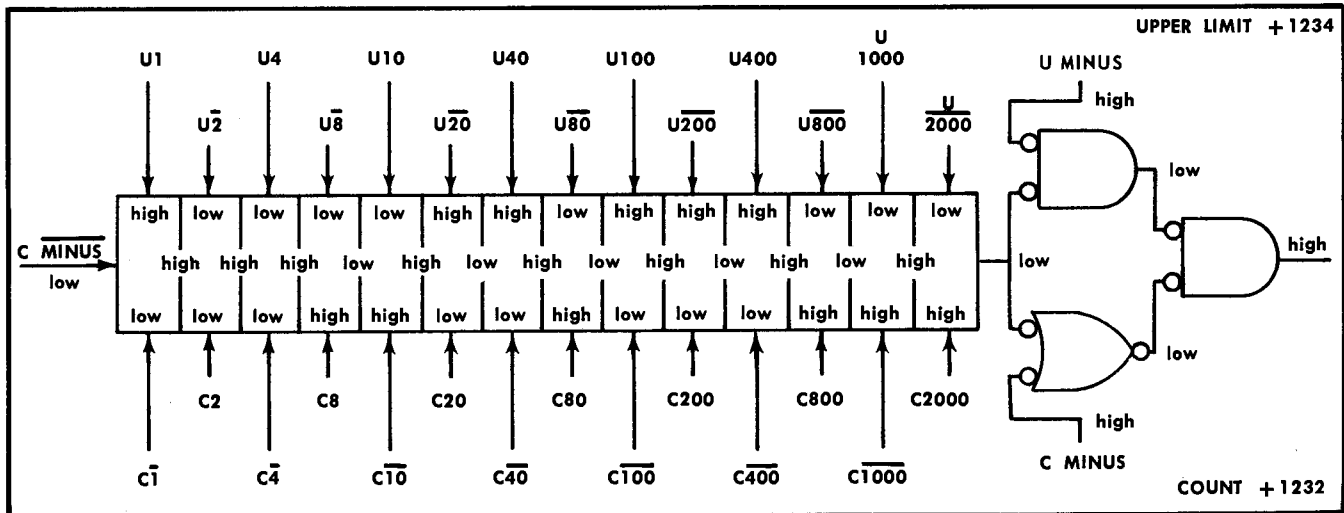 UPPER LIMIT + 1234
U1 U4 U10 U40 U100 U400 U
1000
U MINUS
high
U2̅ U8̅ U2̅0̅ U8̅0̅ U2̅0̅0̅ U8̅0̅0̅ U̅
2̅0̅0̅0̅
low
high low low low low high high low high high high low low low
C M̅I̅N̅U̅S̅
low
high high high low high low high low high low high low high
low
high
low low low high high low low high low low low high high high
low
C2 C8 C20 C80 C200 C800 C2000
high
C1̅ C4̅ C1̅0̅ C4̅0̅ C1̅0̅0̅ C4̅0̅0̅ C1̅0̅0̅0̅
C MINUS
COUNT + 1232